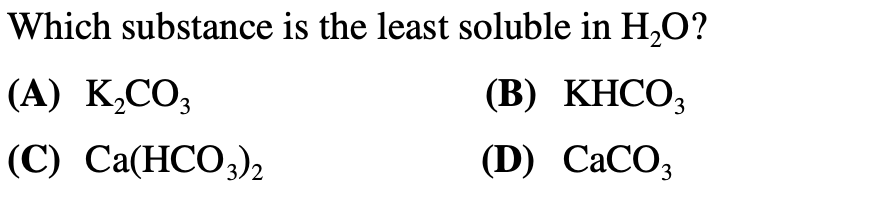 Which substance is the least soluble in H₂O?
(A) K₂CO₃ (B) KHCO₃
(C) Ca(HCO₃)₂ (D) CaCO₃